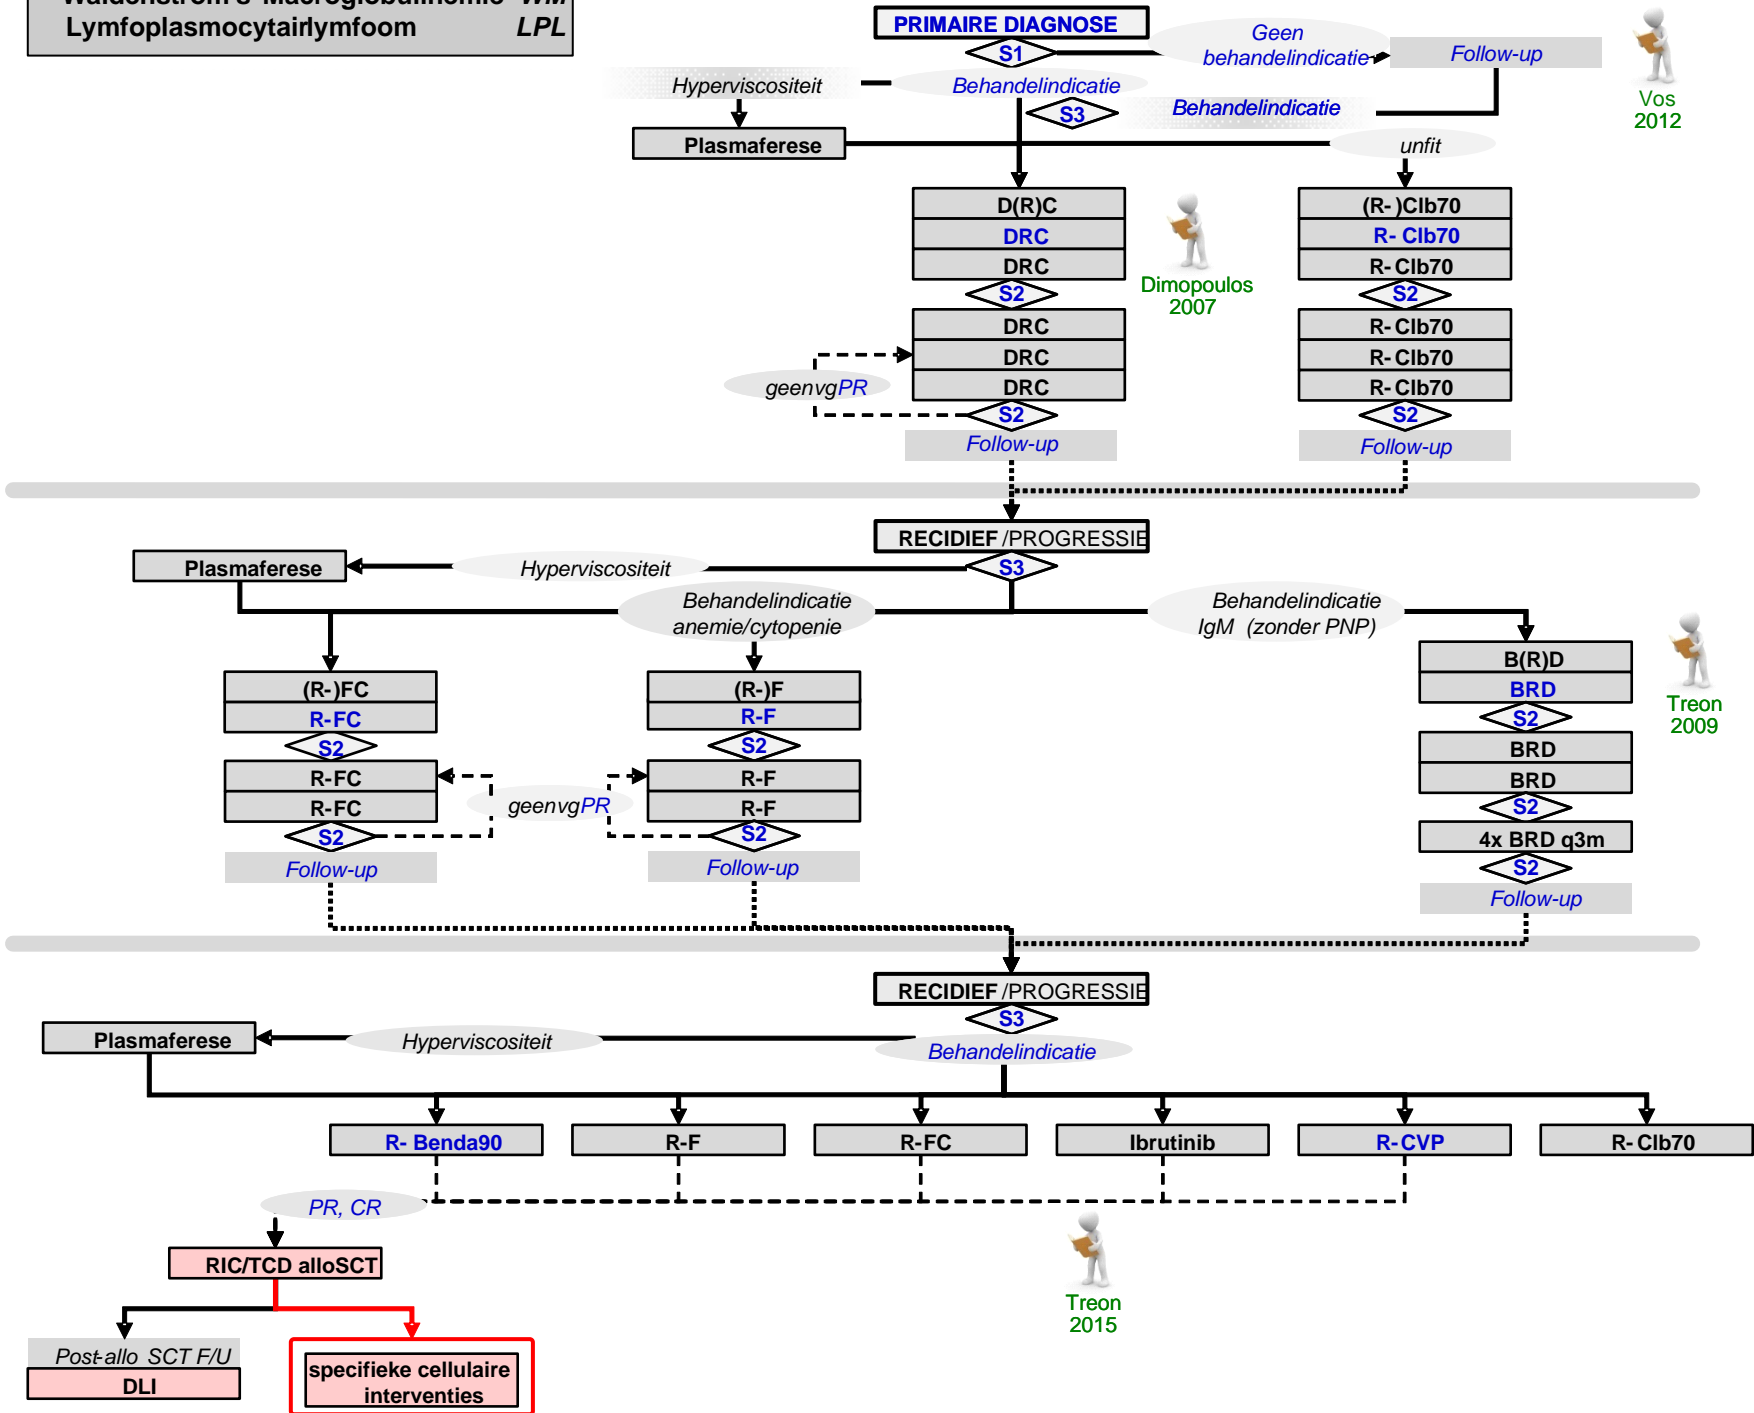 Waldenström's Macroglobulinemie WM
Lymfoplasmocytairlymfoom LPL
PRIMAIRE DIAGNOSE
S1
Geen
behandelindicatie
Follow-up
Vos
2012
Hyperviscositeit
Behandelindicatie
S3
Behandelindicatie
Plasmaferese
unfit
D(R)C
DRC
DRC
S2
DRC
DRC
DRC
S2
Follow-up
geenvgPR
Dimopoulos
2007
(R-)Clb70
R-Clb70
R-Clb70
S2
R-Clb70
R-Clb70
R-Clb70
S2
Follow-up
RECIDIEF/PROGRESSIE
S3
Hyperviscositeit
Plasmaferese
Behandelindicatie
anemie/cytopenie
Behandelindicatie
IgM (zonder PNP)
(R-)FC
R-FC
S2
R-FC
R-FC
S2
Follow-up
geenvgPR
(R-)F
R-F
S2
R-F
R-F
S2
Follow-up
B(R)D
BRD
S2
BRD
BRD
S2
4x BRD q3m
S2
Follow-up
Treon
2009
RECIDIEF/PROGRESSIE
S3
Hyperviscositeit
Plasmaferese
Behandelindicatie
R-Benda90
R-F
R-FC
Ibrutinib
R-CVP
R-Clb70
PR, CR
RIC/TCD alloSCT
Treon
2015
Post-allo SCT F/U
DLI
specifieke cellulaire
interventies